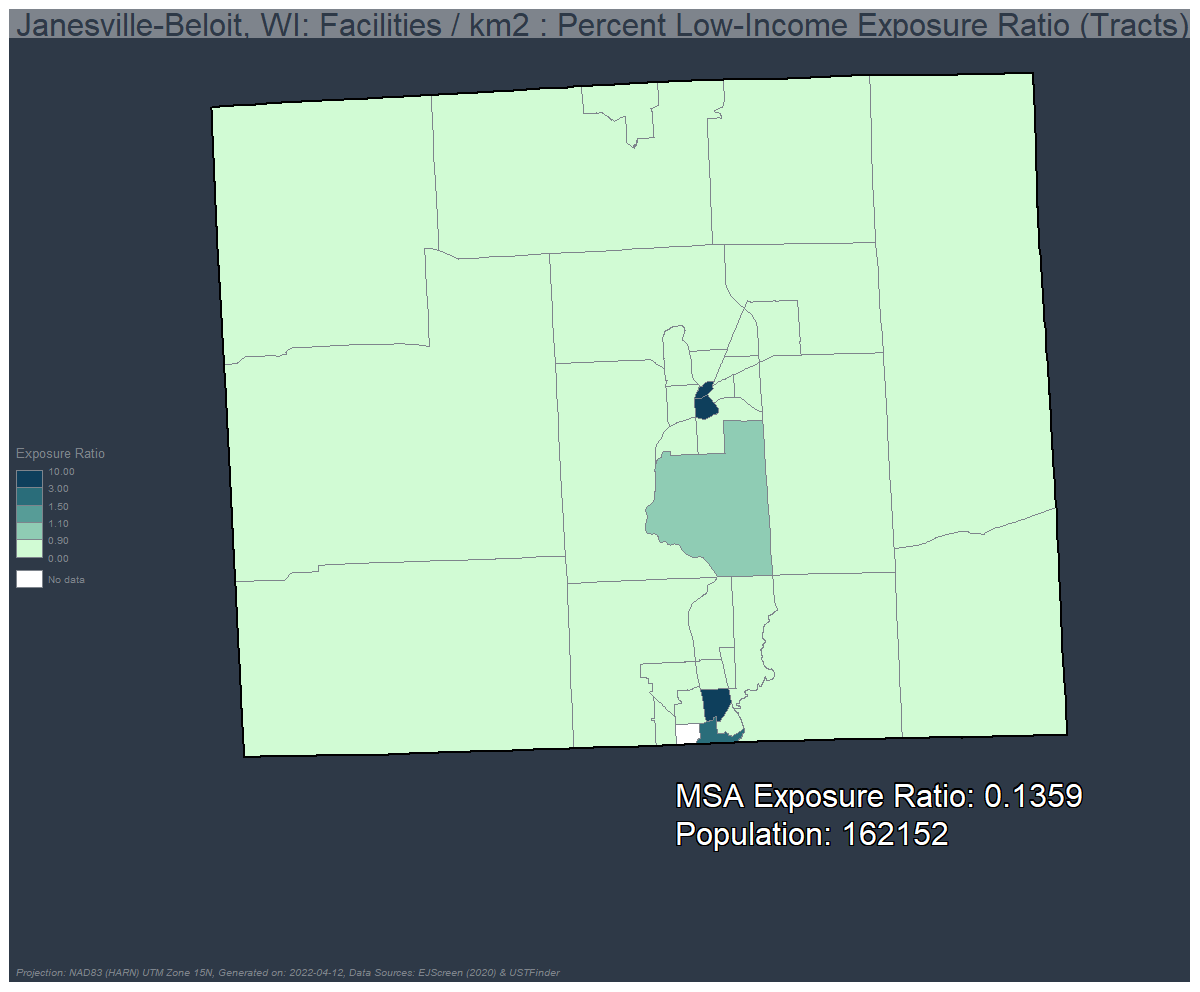 Janesville-Beloit, WI: Facilities / km2 : Percent Low-Income Exposure Ratio (Tracts)
Exposure Ratio
10.00
3.00
1.50
1.10
0.90
0.00
No data
MSA Exposure Ratio: 0.1359
Population: 162152
Projection: NAD83 (HARN) UTM Zone 15N, Generated on: 2022-04-12, Data Sources: EJScreen (2020) & USTFinder